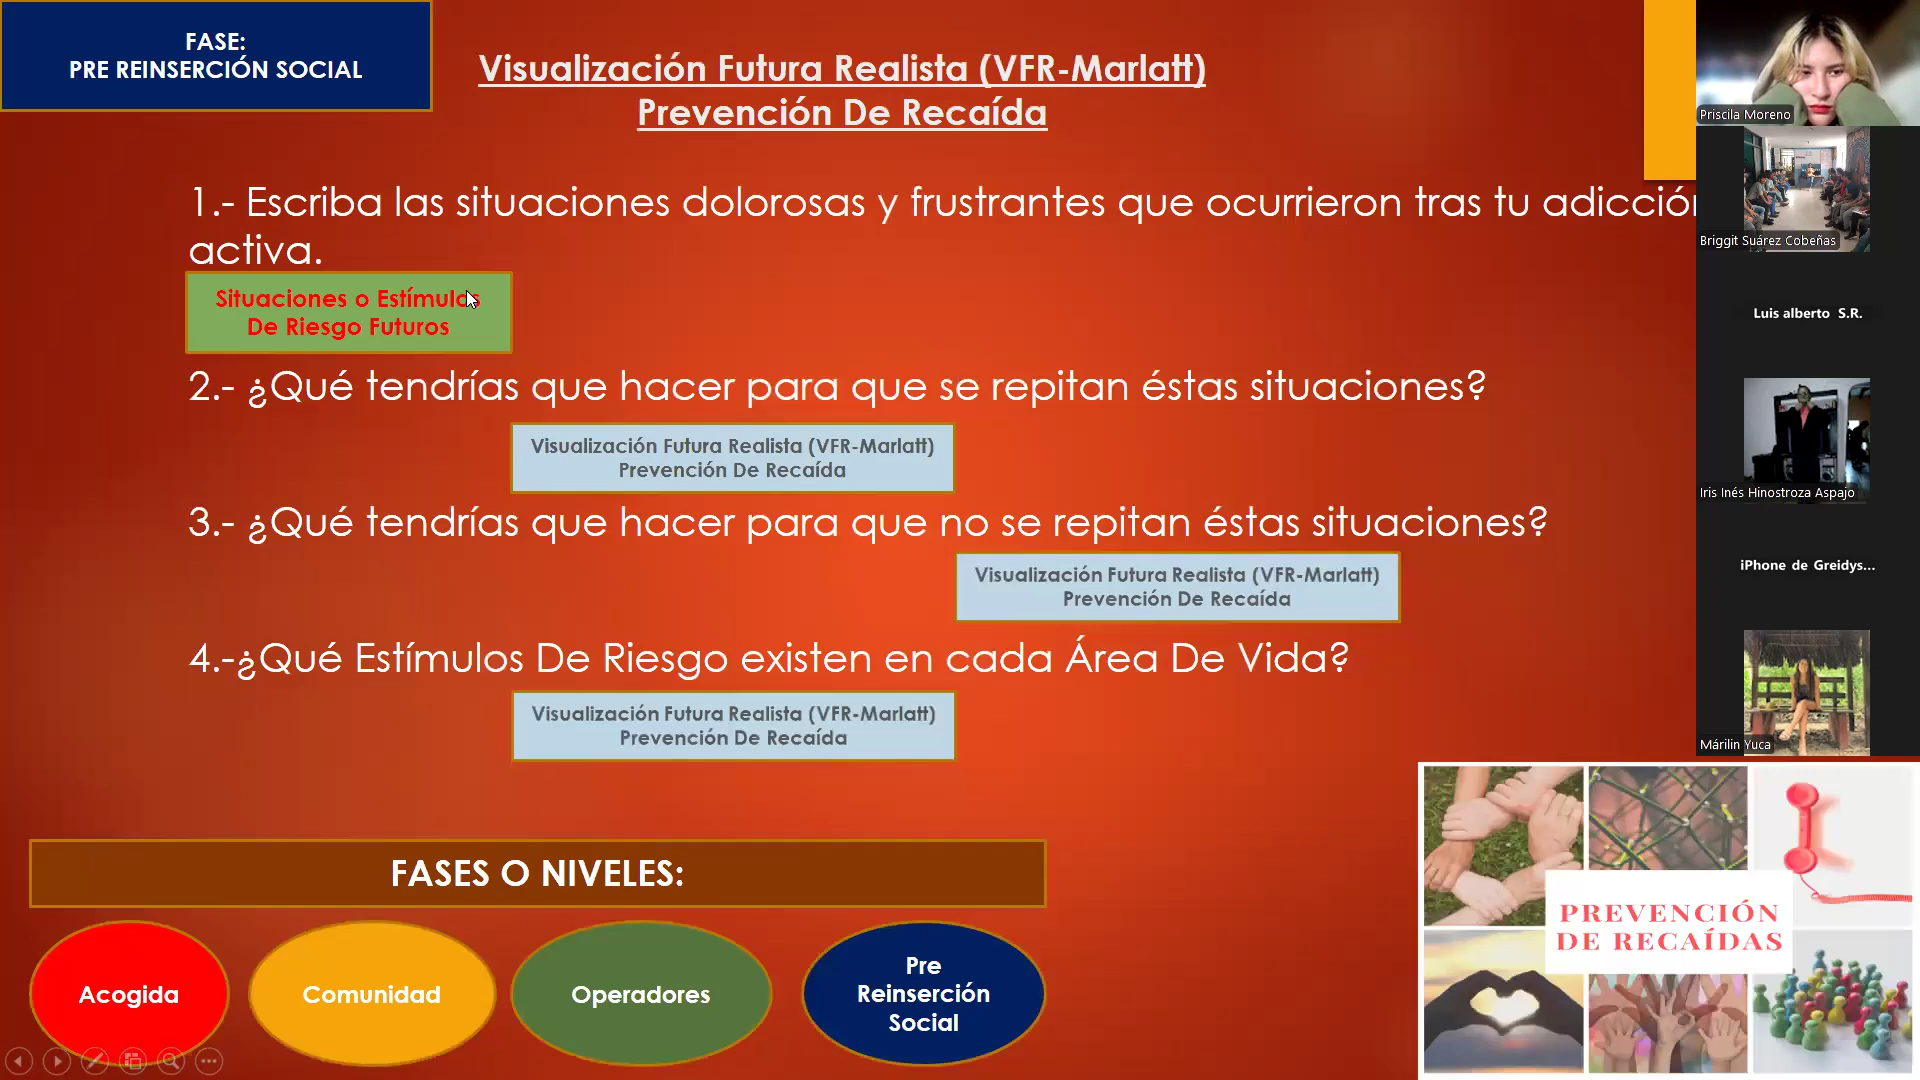 FASE:
PRE REINSERCIÓN SOCIAL
Visualización Futura Realista (VFR-Marlatt)
Prevención De Recaída
1.- Escriba las situaciones dolorosas y frustrantes que ocurrieron tras tu adicción
activa.
Situaciones o Estímulos
De Riesgo Futuros
2.- ¿Qué tendrías que hacer para que se repitan éstas situaciones?
Visualización Futura Realista (VFR-Marlatt)
Prevención De Recaída
3.- ¿Qué tendrías que hacer para que no se repitan éstas situaciones?
Visualización Futura Realista (VFR-Marlatt)
Prevención De Recaída
4.-¿Qué Estímulos De Riesgo existen en cada Área De Vida?
Visualización Futura Realista (VFR-Marlatt)
Prevención De Recaída
FASES O NIVELES:
Acogida
Comunidad
Operadores
Pre
Reinserción
Social
Priscila Moreno
Briggit Suárez Cobeñas
Luis alberto S.R.
Iris Inés Hinostroza Aspajo
iPhone de Greidys...
Márilin Yuca
PREVENCIÓN
DE RECAÍDAS